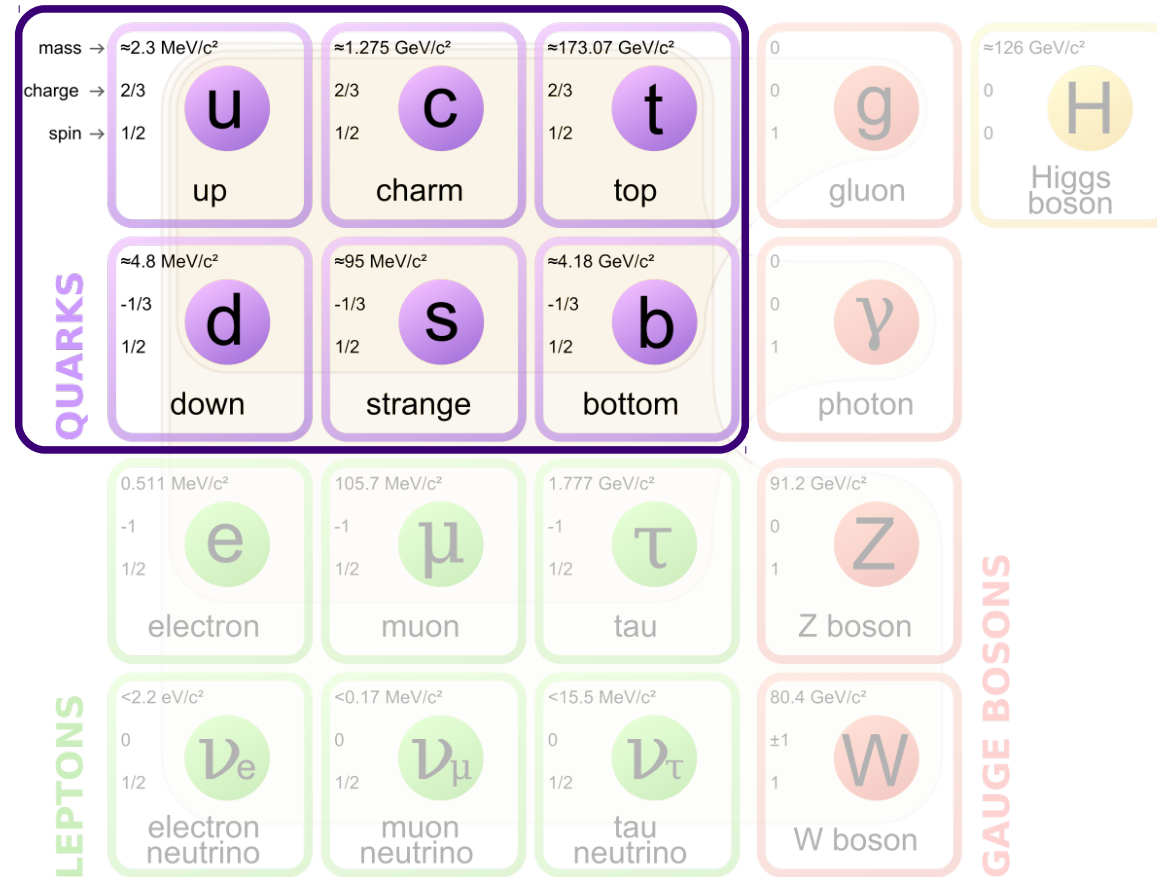 mass → ≈2.3 MeV/c²
charge → 2/3
spin → 1/2
u
up
≈1.275 GeV/c²
2/3
1/2
c
charm
≈173.07 GeV/c²
2/3
1/2
t
top
0
0
1
g
gluon
≈126 GeV/c²
0
0
H
Higgs
boson
QUARKS
≈4.8 MeV/c²
-1/3
1/2
d
down
≈95 MeV/c²
-1/3
1/2
s
strange
≈4.18 GeV/c²
-1/3
1/2
b
bottom
0
0
1
γ
photon
0.511 MeV/c²
-1
1/2
e
electron
105.7 MeV/c²
-1
1/2
μ
muon
1.777 GeV/c²
-1
1/2
τ
tau
91.2 GeV/c²
0
1
Z
Z boson
GAUGE BOSONS
LEPTONS
<2.2 eV/c²
0
1/2
νe
electron
neutrino
<0.17 MeV/c²
0
1/2
νμ
muon
neutrino
<15.5 MeV/c²
0
1/2
ντ
tau
neutrino
80.4 GeV/c²
±1
1
W
W boson